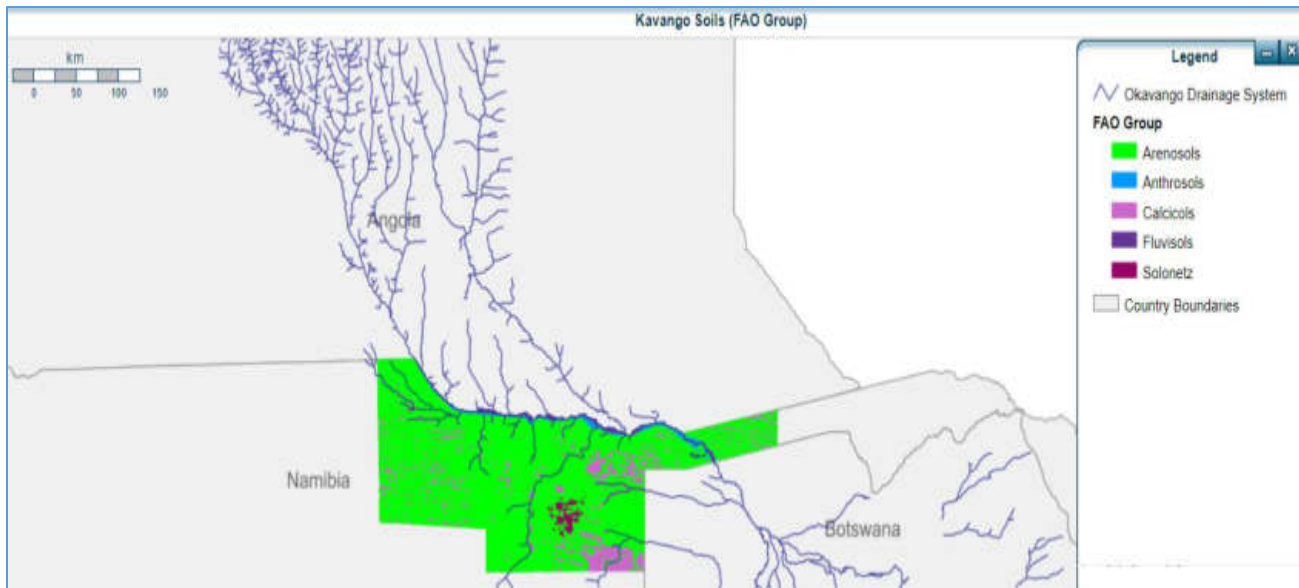 Kavango Soils (FAO Group)
km
0 50 100 150
Legend
Okavango Drainage System
FAO Group
Arenosols
Anthrosols
Calcicols
Fluvisols
Solonetz
Country Boundaries
Angola
Namibia
Botswana